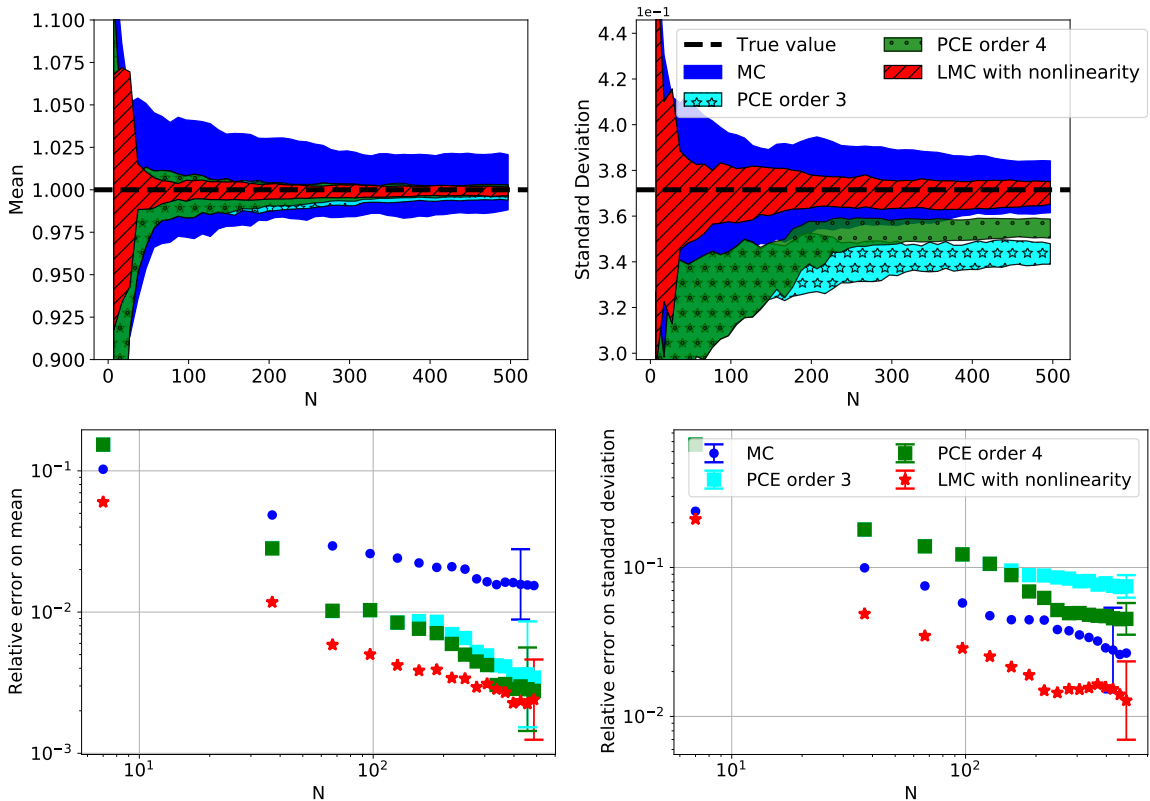 1.100
1.075
1.050
1.025
1.000
0.975
0.950
0.925
0.900
Mean
0 100 200 300 400 500
N
1e−1
4.4
4.2
4.0
3.8
3.6
3.4
3.2
3.0
Standard Deviation
True value
MC
PCE order 3
PCE order 4
LMC with nonlinearity
0 100 200 300 400 500
N
10⁻¹
10⁻²
10⁻³
Relative error on mean
10¹ 10²
N
10⁻¹
10⁻²
Relative error on standard deviation
MC
PCE order 3
PCE order 4
LMC with nonlinearity
10¹ 10²
N